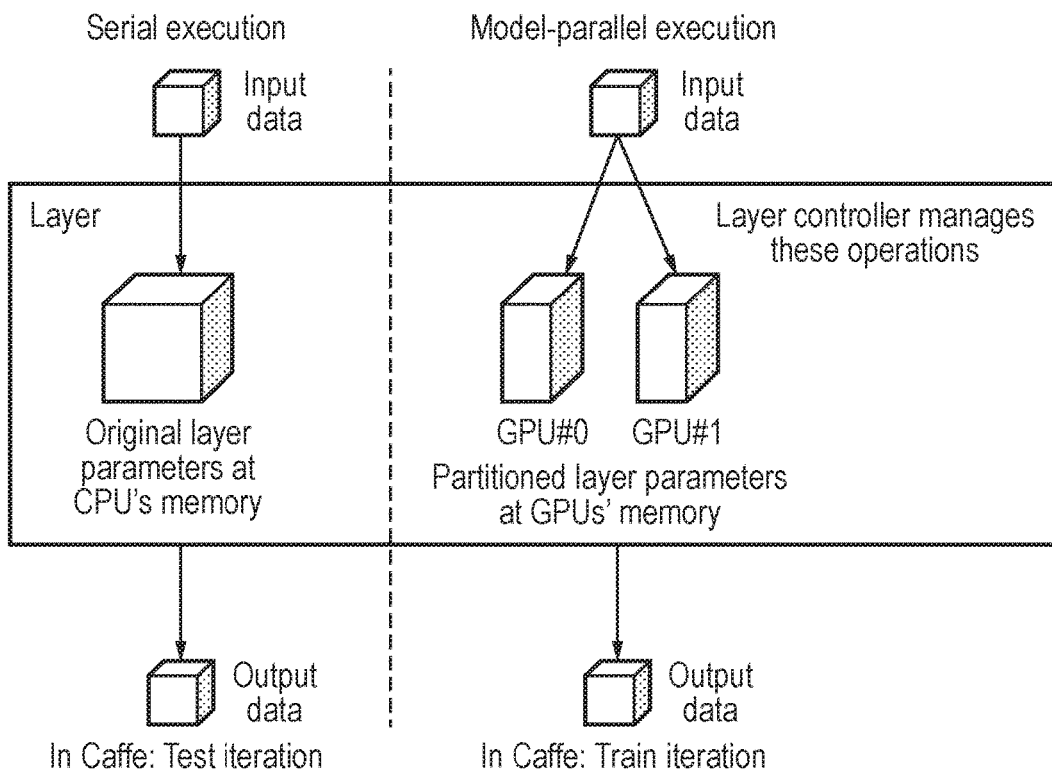 Serial execution
Model-parallel execution
Input
data
Input
data
Layer
Layer controller manages
these operations
Original layer
parameters at
CPU's memory
GPU#0
GPU#1
Partitioned layer parameters
at GPUs' memory
Output
data
Output
data
In Caffe: Test iteration
In Caffe: Train iteration